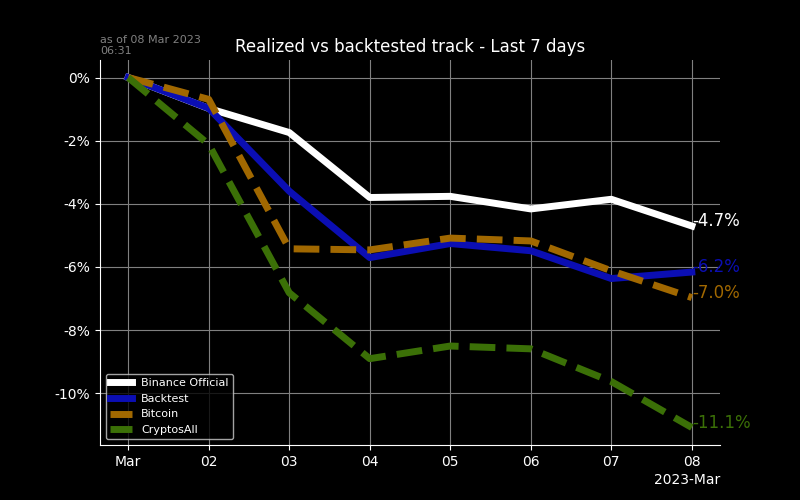 as of 08 Mar 2023
06:31
Realized vs backtested track - Last 7 days
0%
-2%
-4%
-6%
-8%
-10%
-4.7%
-6.2%
-7.0%
-11.1%
Binance Official
Backtest
Bitcoin
CryptosAll
Mar 02 03 04 05 06 07 08
2023-Mar